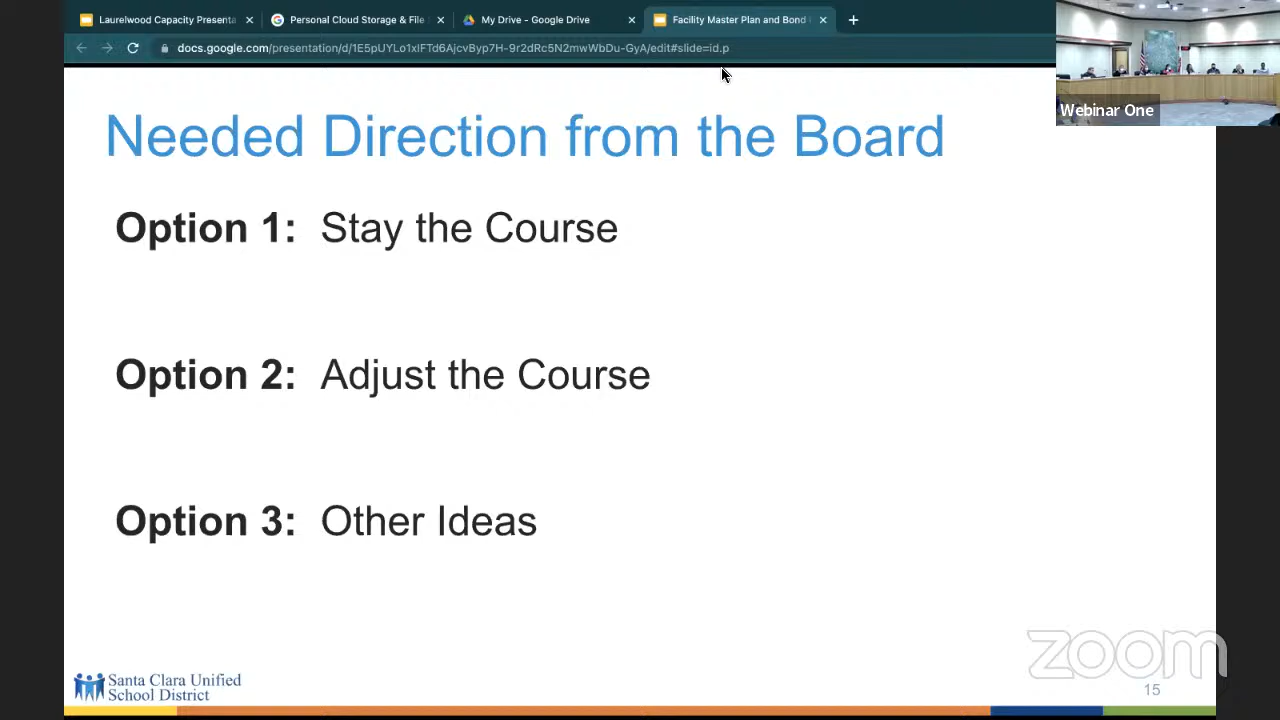 Laurelwood Capacity Presenta
Personal Cloud Storage & File
My Drive - Google Drive
Facility Master Plan and Bond
docs.google.com/presentation/d/1E5pUYLo1xIFTd6AjcvByp7H-9r2dRc5N2mwWbDu-GyA/edit#slide=id.p
Webinar One
Needed Direction from the Board
Option 1: Stay the Course
Option 2: Adjust the Course
Option 3: Other Ideas
zoom
Santa Clara Unified
School District
15